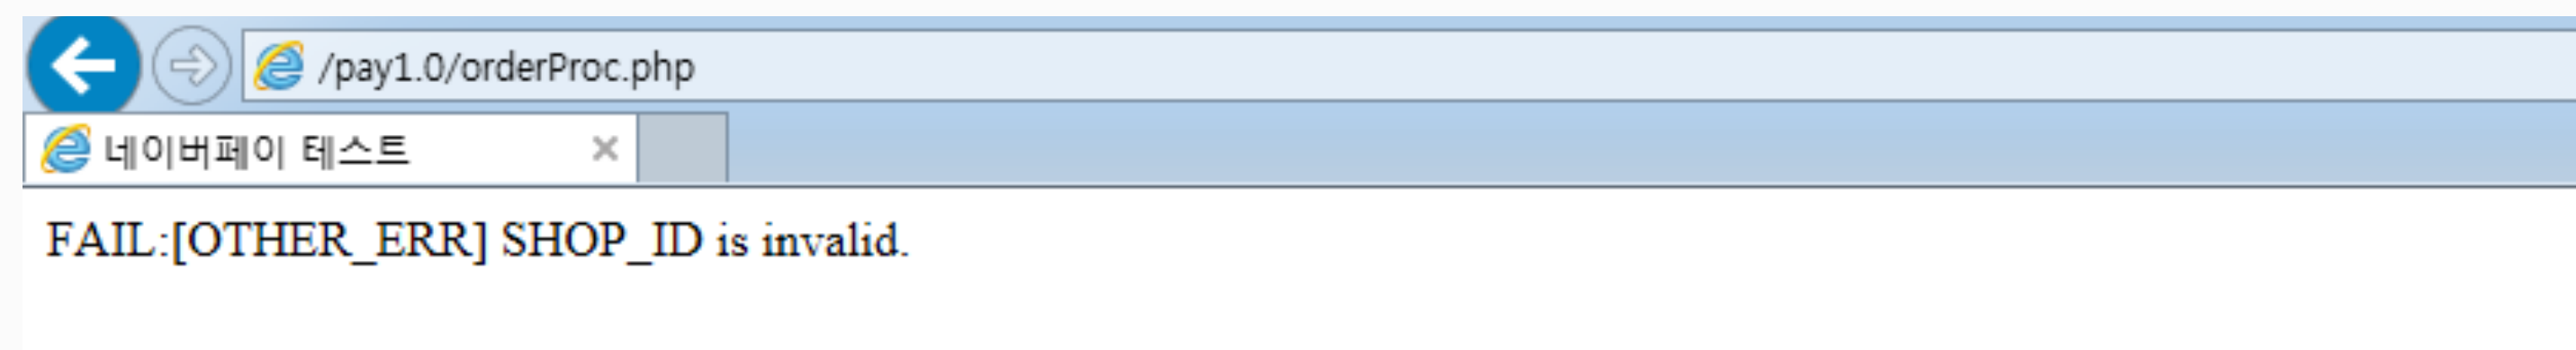 /pay1.0/orderProc.php
네이버페이 테스트
FAIL:[OTHER_ERR] SHOP_ID is invalid.